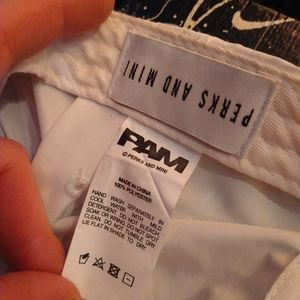 PERKS AND MINI
PAM
© PERKS AND MINI
MADE IN CHINA
100% POLYESTER
HAND WASH SEPARATELY IN
COOL WATER WITH MILD
DETERGENT. DO NOT BLEACH,
SOAK OR WRING. DO NOT DRY
CLEAN. DO NOT TUMBLE DRY.
LIE FLAT IN SHADE TO DRY.